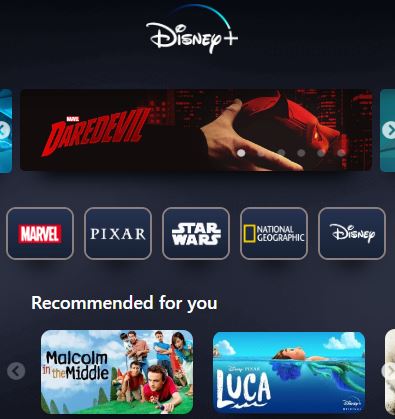 Disney+
MARVEL
DAREDEVIL
MARVEL
PIXAR
STAR
WARS
NATIONAL
GEOGRAPHIC
Disney
Recommended for you
Malcolm
in the Middle
Disney PIXAR
LUCA
Disney+
ORIGINAL